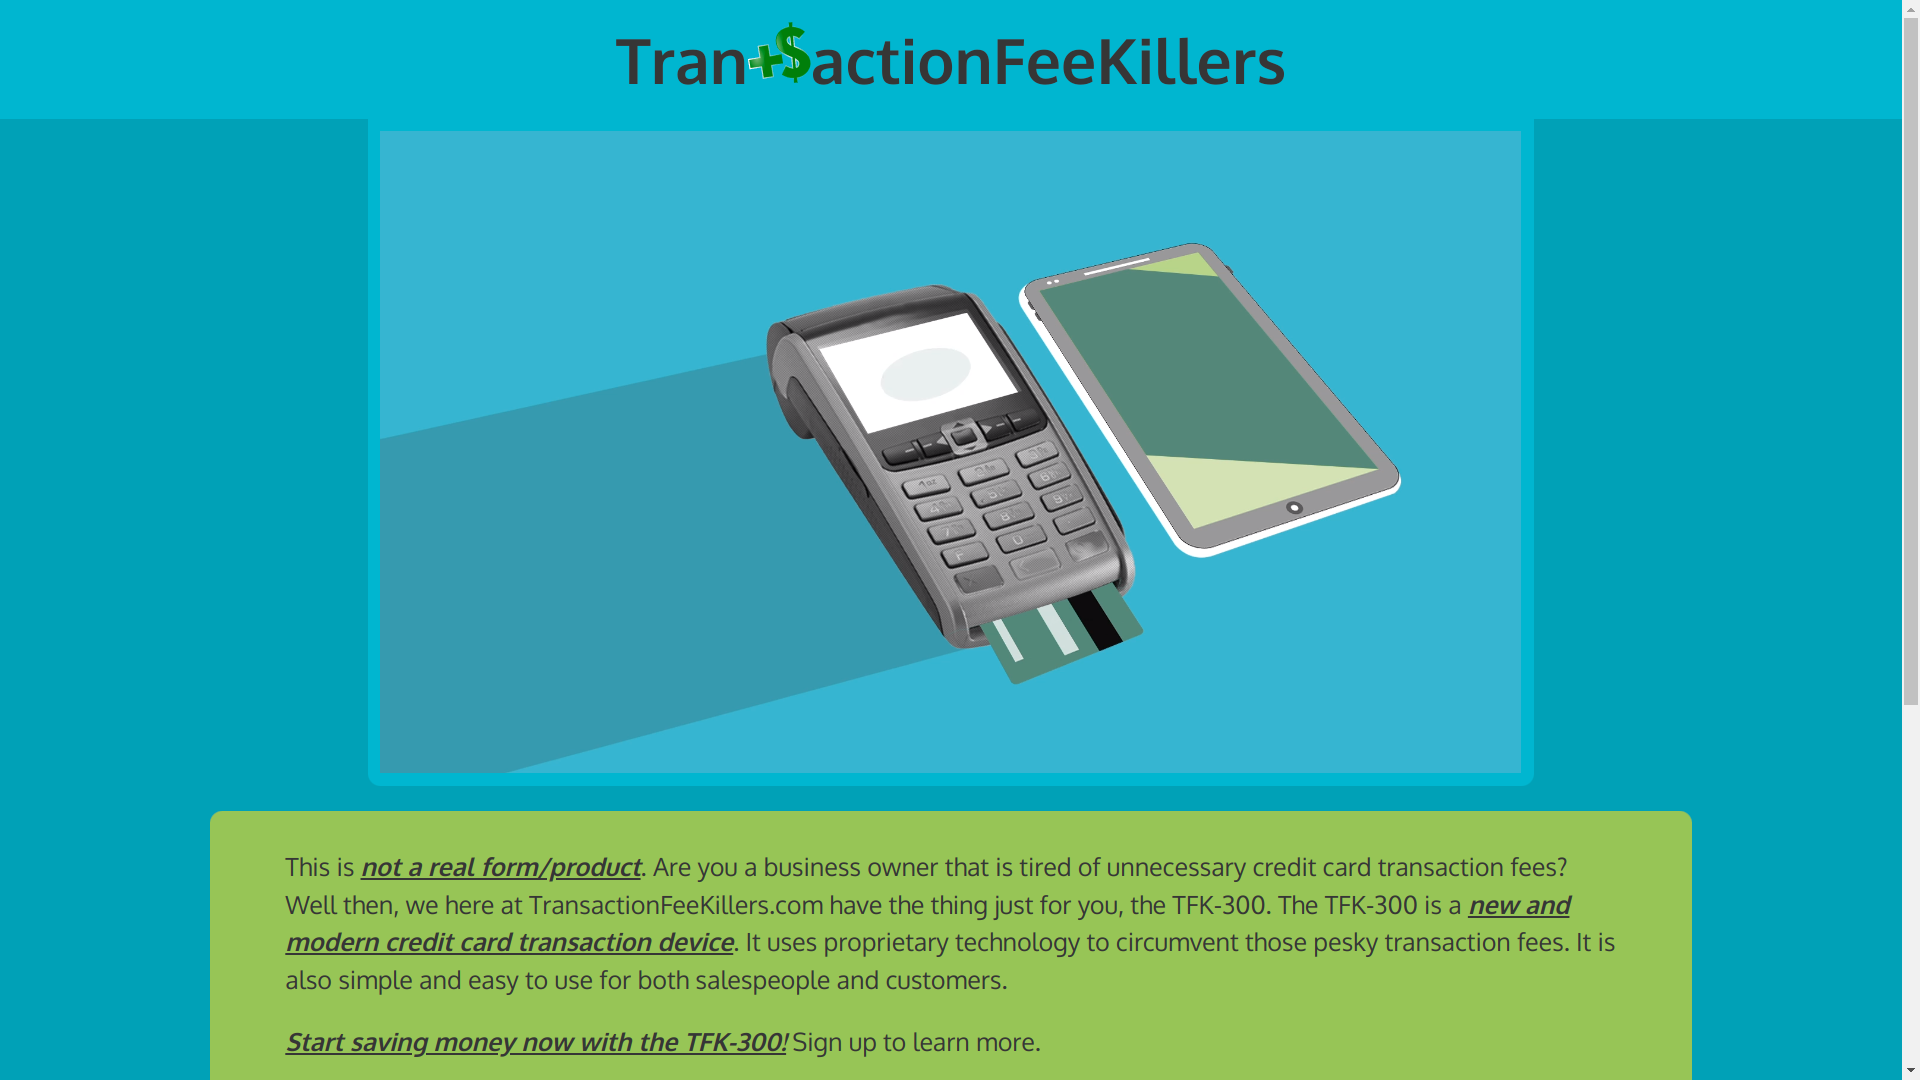 Tran$actionFeeKillers
This is not a real form/product. Are you a business owner that is tired of unnecessary credit card transaction fees?
Well then, we here at TransactionFeeKillers.com have the thing just for you, the TFK-300. The TFK-300 is a new and
modern credit card transaction device. It uses proprietary technology to circumvent those pesky transaction fees. It is
also simple and easy to use for both salespeople and customers.
Start saving money now with the TFK-300! Sign up to learn more.